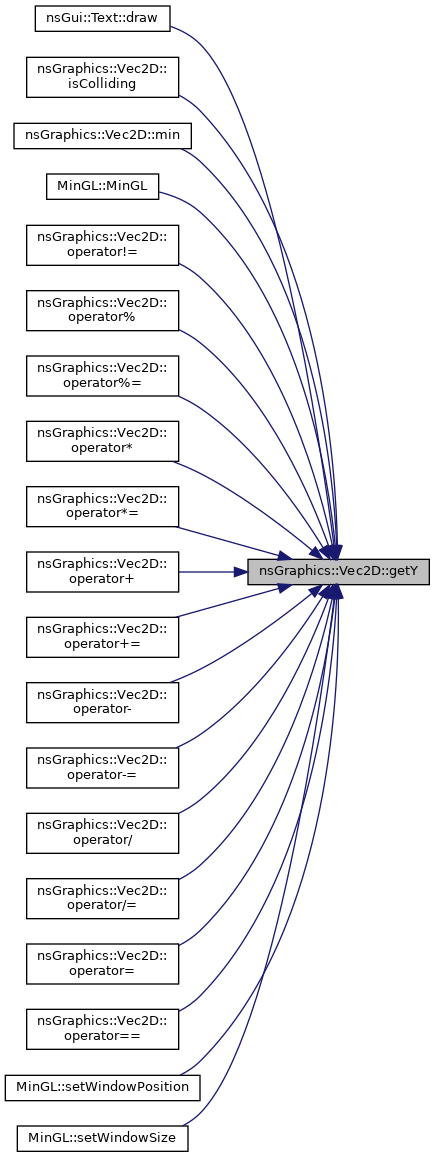 nsGui::Text::draw
nsGraphics::Vec2D::
isColliding
nsGraphics::Vec2D::min
MinGL::MinGL
nsGraphics::Vec2D::
operator!=
nsGraphics::Vec2D::
operator%
nsGraphics::Vec2D::
operator%=
nsGraphics::Vec2D::
operator*
nsGraphics::Vec2D::
operator*=
nsGraphics::Vec2D::
operator+
nsGraphics::Vec2D::getY
nsGraphics::Vec2D::
operator+=
nsGraphics::Vec2D::
operator-
nsGraphics::Vec2D::
operator-=
nsGraphics::Vec2D::
operator/
nsGraphics::Vec2D::
operator/=
nsGraphics::Vec2D::
operator=
nsGraphics::Vec2D::
operator==
MinGL::setWindowPosition
MinGL::setWindowSize